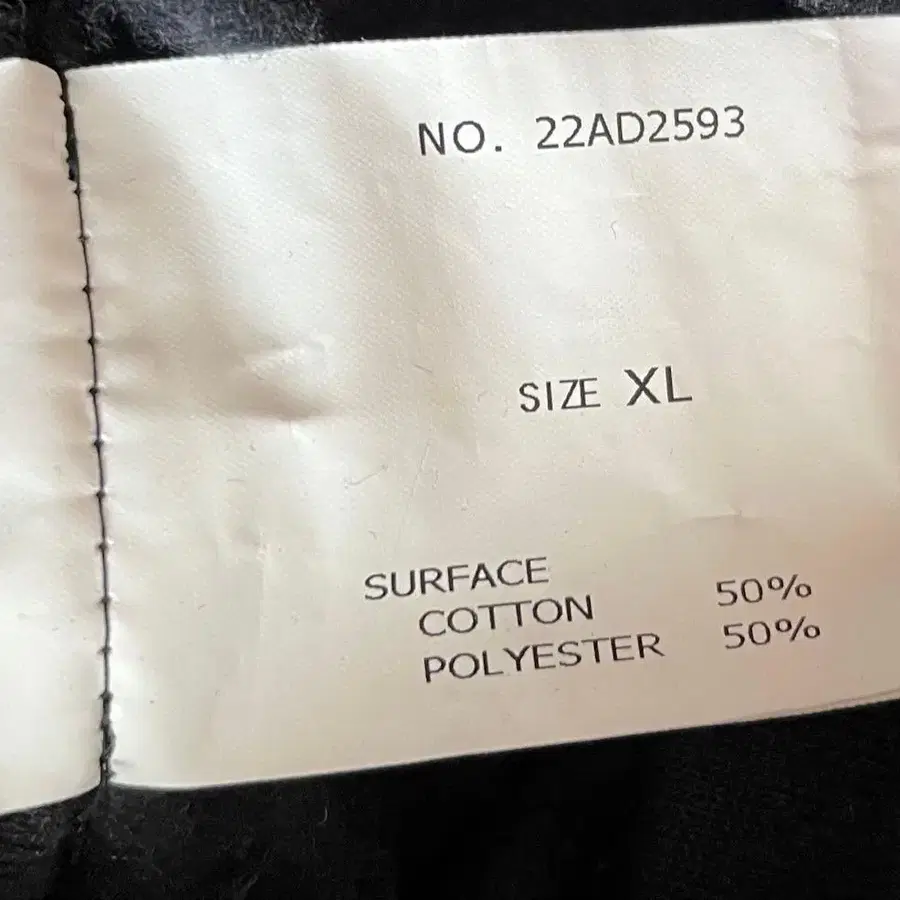 NO. 22AD2593
SIZE XL
SURFACE
COTTON 50%
POLYESTER 50%